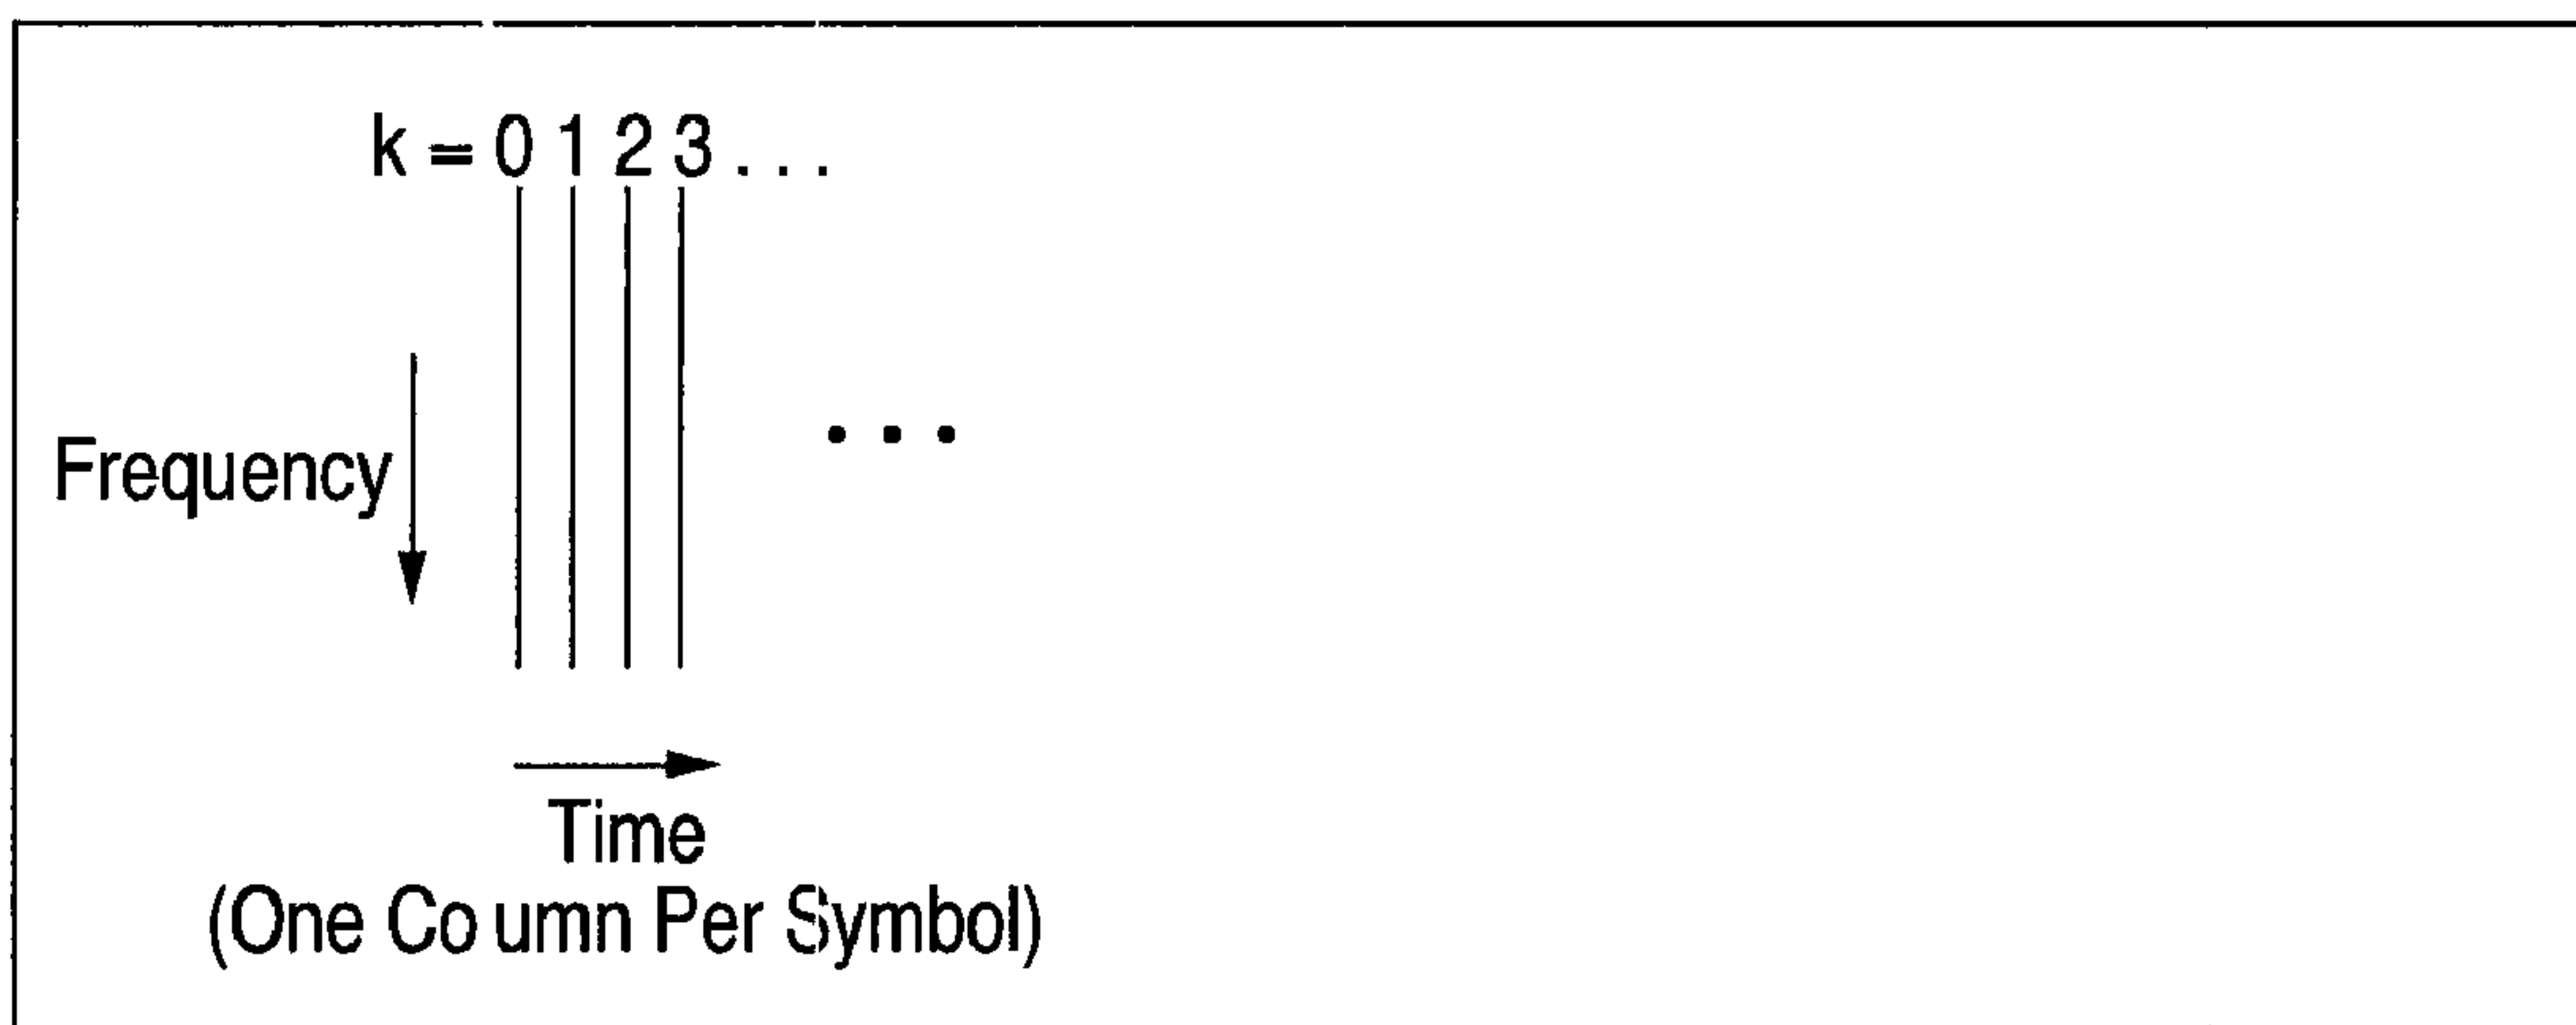 k = 0 1 2 3 . . .
Frequency
. . .
Time
(One Co umn Per Symbol)